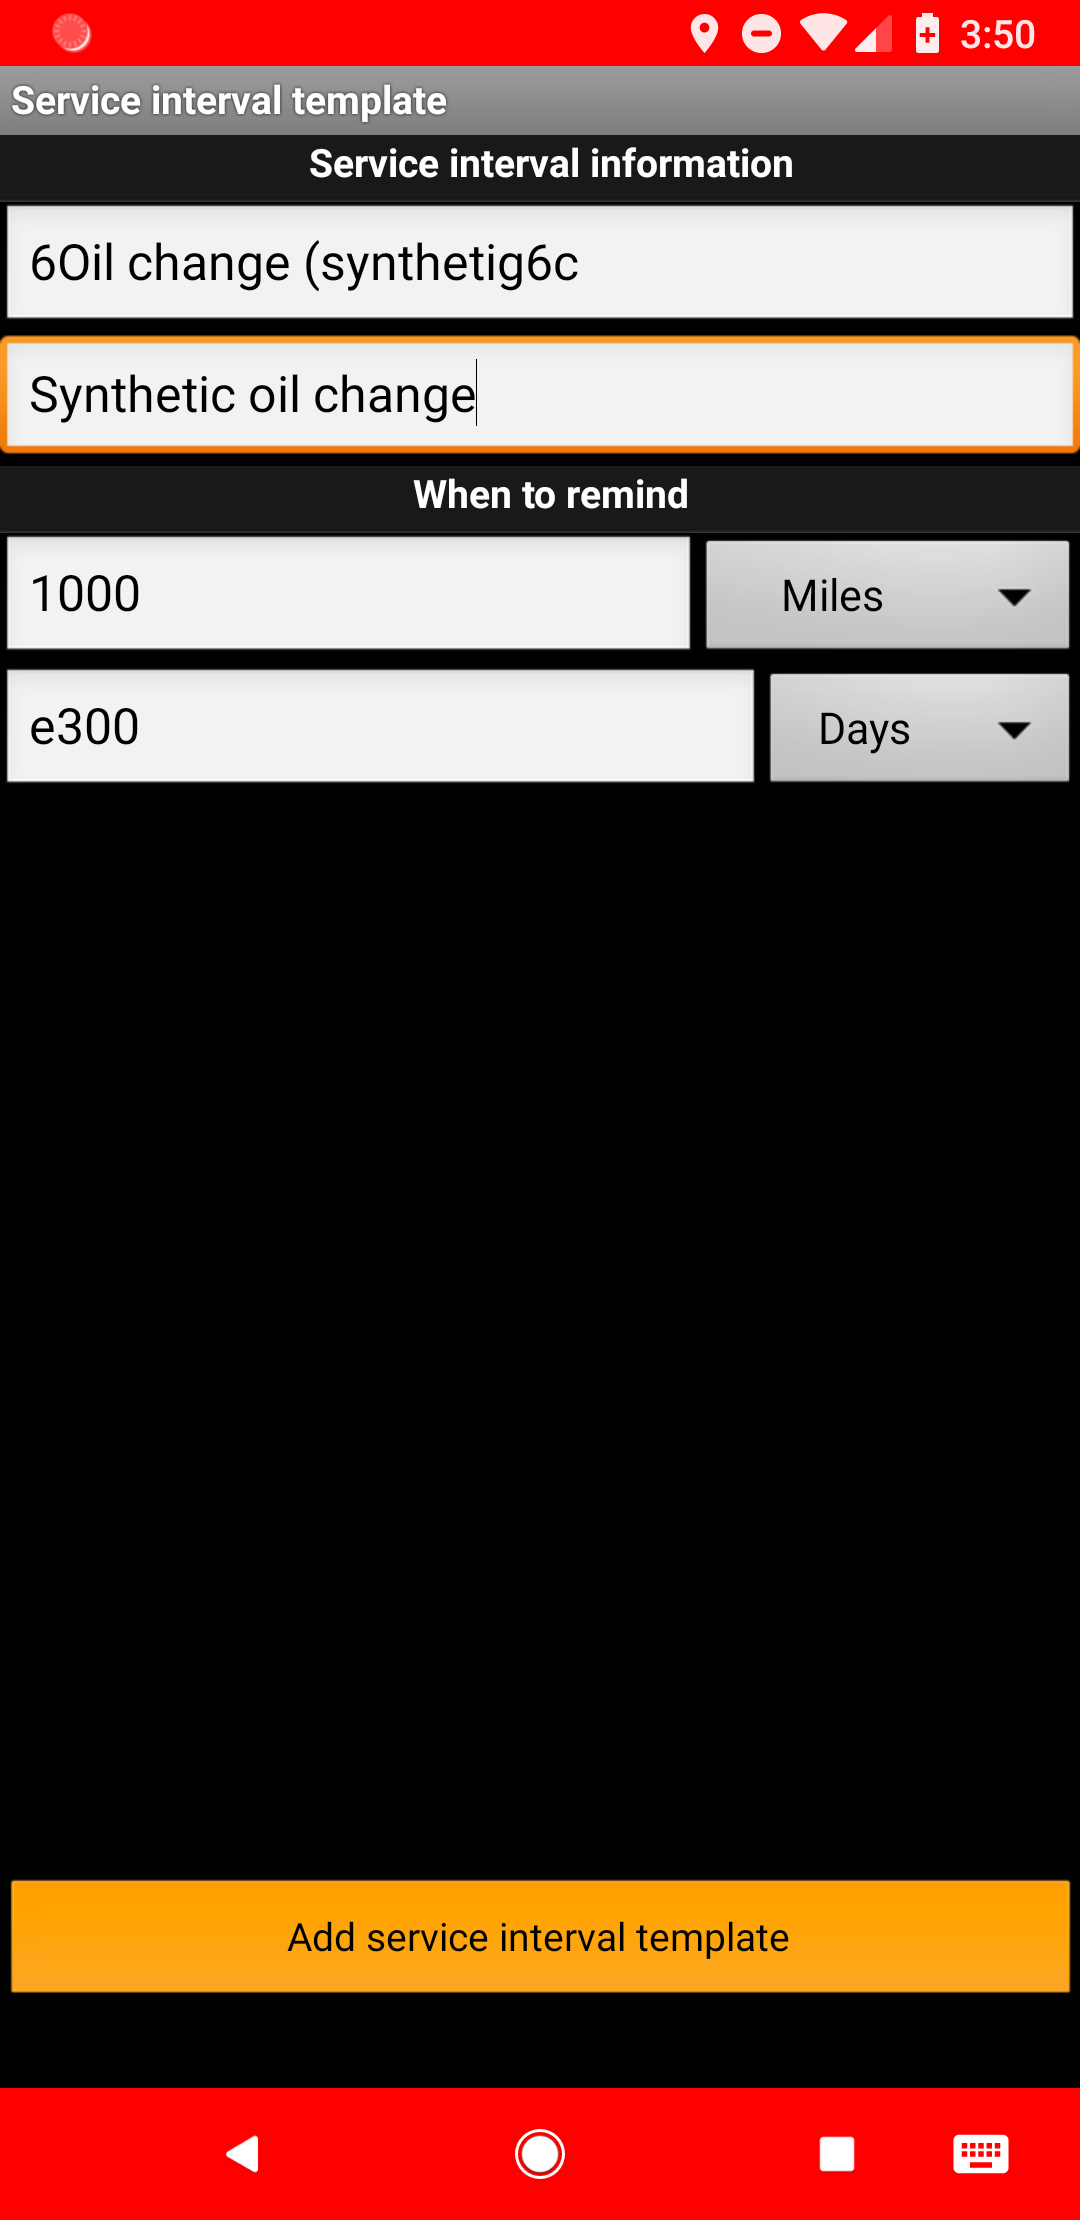 3:50
Service interval template
Service interval information
6Oil change (synthetig6c
Synthetic oil change
When to remind
1000 Miles
e300 Days
Add service interval template